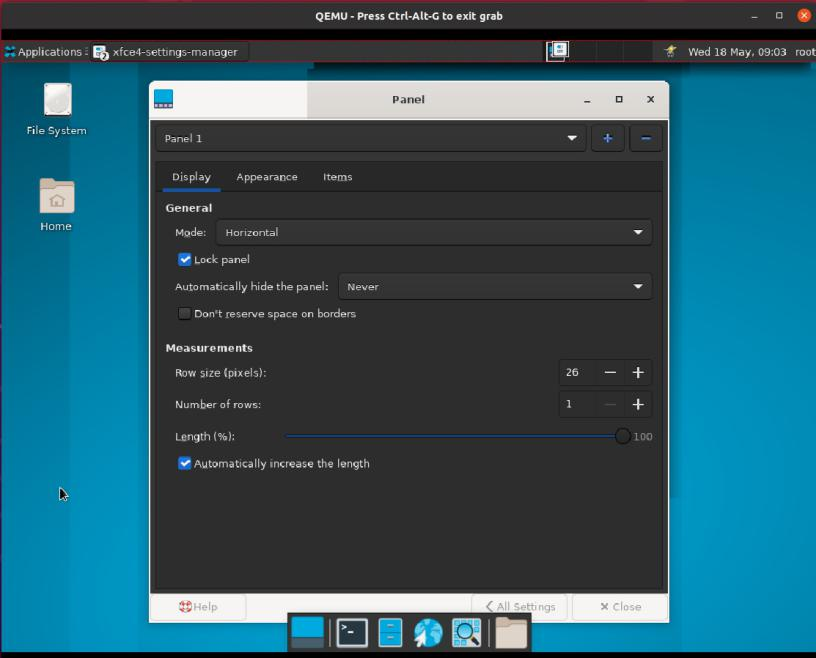 QEMU - Press Ctrl-Alt-G to exit grab
Applications xfce4-settings-manager Wed 18 May, 09:03 root
File System
Home
Panel
Panel 1
Display Appearance Items
General
Mode: Horizontal
Lock panel
Automatically hide the panel: Never
Don't reserve space on borders
Measurements
Row size (pixels): 26
Number of rows: 1
Length (%): 100
Automatically increase the length
Help All Settings Close